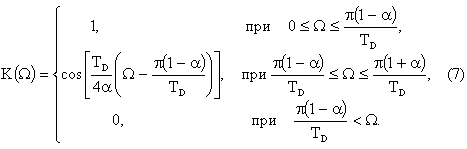 1, при 0 ≤ Ω ≤ π(1 − α)/T_D,
K(Ω) = { cos[T_D/4α (Ω − π(1 − α)/T_D)], при π(1 − α)/T_D ≤ Ω ≤ π(1 + α)/T_D, (7)
0, при π(1 − α)/T_D < Ω.